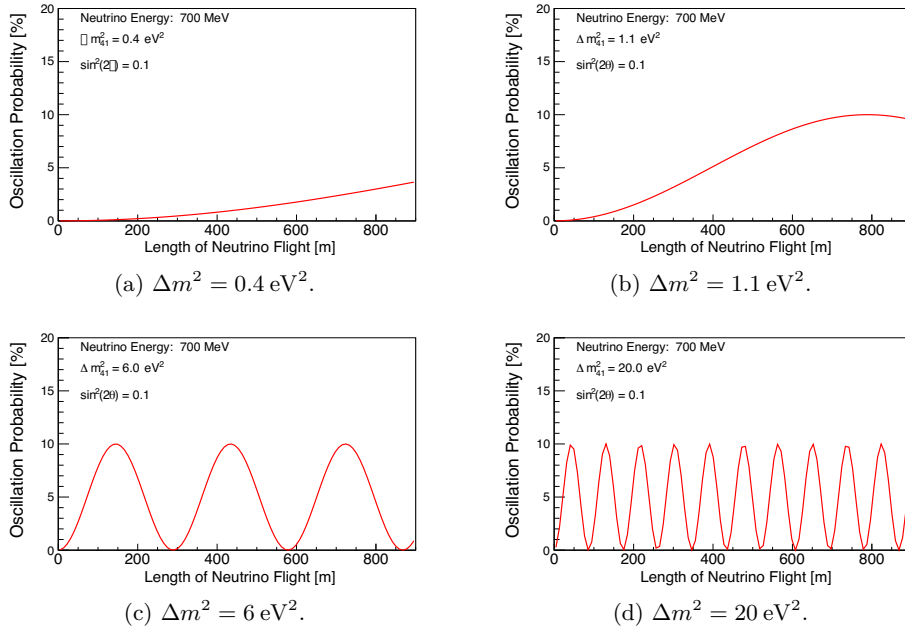 Oscillation Probability [%]
20
15
10
5
0
Neutrino Energy: 700 MeV
▯ m²₄₁ = 0.4 eV²
sin²(2▯) = 0.1
0 200 400 600 800
Length of Neutrino Flight [m]
(a) Δm² = 0.4 eV².
Oscillation Probability [%]
20
15
10
5
0
Neutrino Energy: 700 MeV
Δ m²₄₁ = 1.1 eV²
sin²(2θ) = 0.1
0 200 400 600 800
Length of Neutrino Flight [m]
(b) Δm² = 1.1 eV².
Oscillation Probability [%]
20
15
10
5
0
Neutrino Energy: 700 MeV
Δ m²₄₁ = 6.0 eV²
sin²(2θ) = 0.1
0 200 400 600 800
Length of Neutrino Flight [m]
(c) Δm² = 6 eV².
Oscillation Probability [%]
20
15
10
5
0
Neutrino Energy: 700 MeV
Δ m²₄₁ = 20.0 eV²
sin²(2θ) = 0.1
0 200 400 600 800
Length of Neutrino Flight [m]
(d) Δm² = 20 eV².